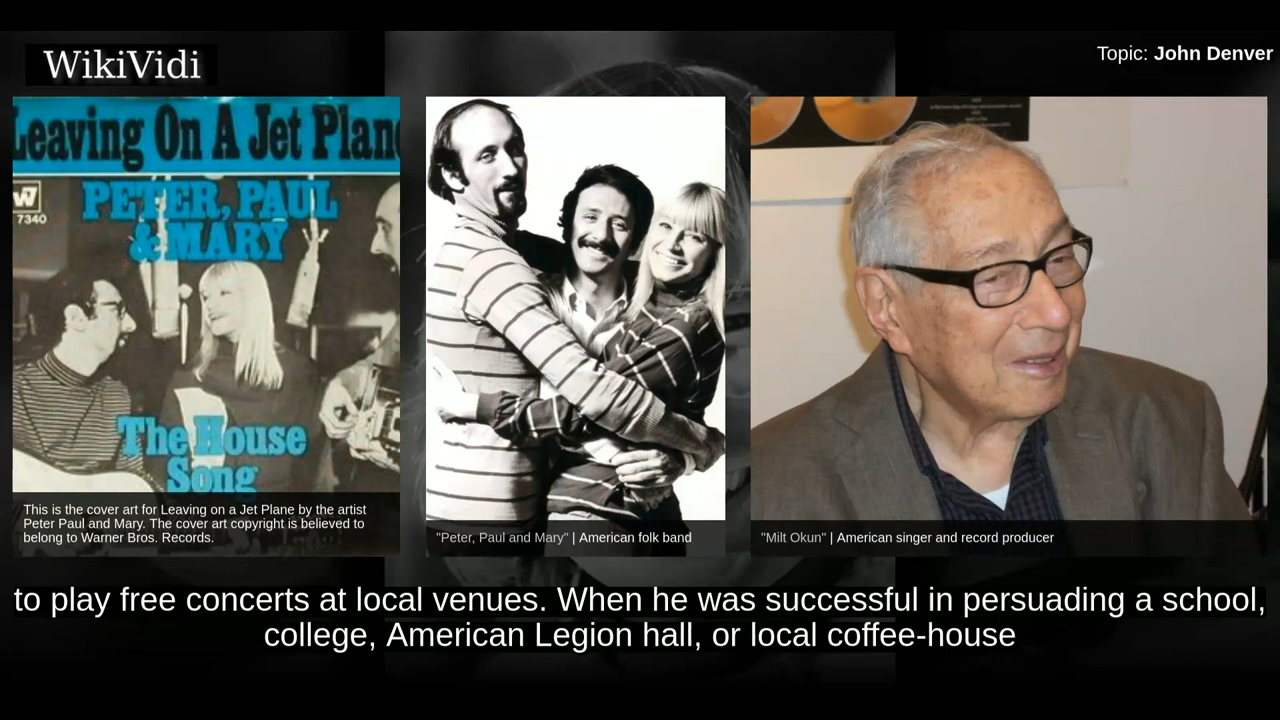 WikiVidi
Topic: John Denver
Leaving On A Jet Plane
PETER, PAUL
& MARY
7340
The House
Song
This is the cover art for Leaving on a Jet Plane by the artist
Peter Paul and Mary. The cover art copyright is believed to
belong to Warner Bros. Records.
"Peter, Paul and Mary" | American folk band
"Milt Okun" | American singer and record producer
to play free concerts at local venues. When he was successful in persuading a school,
college, American Legion hall, or local coffee-house